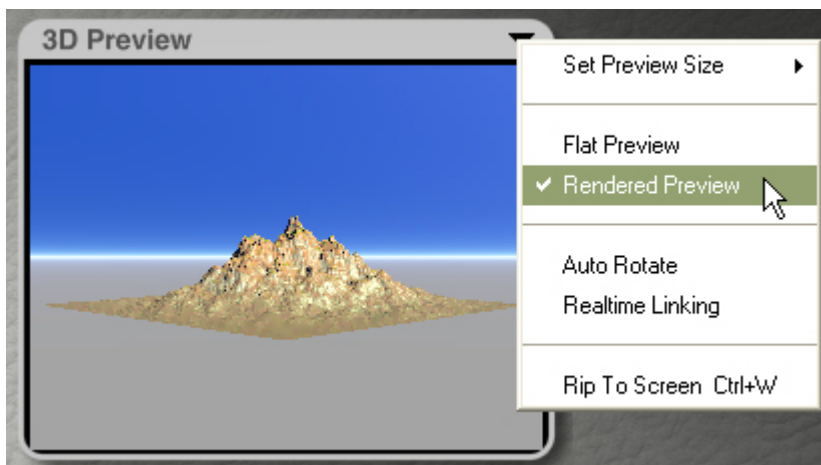 3D Preview
Set Preview Size
Flat Preview
Rendered Preview
Auto Rotate
Realtime Linking
Rip To Screen Ctrl+W